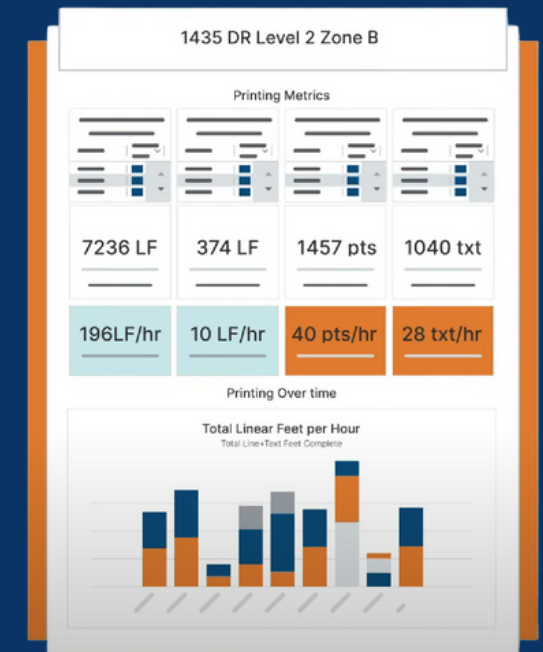 1435 DR Level 2 Zone B
Printing Metrics
7236 LF 374 LF 1457 pts 1040 txt
196LF/hr 10 LF/hr 40 pts/hr 28 txt/hr
Printing Over time
Total Linear Feet per Hour
Total Line+Text Feet Complete